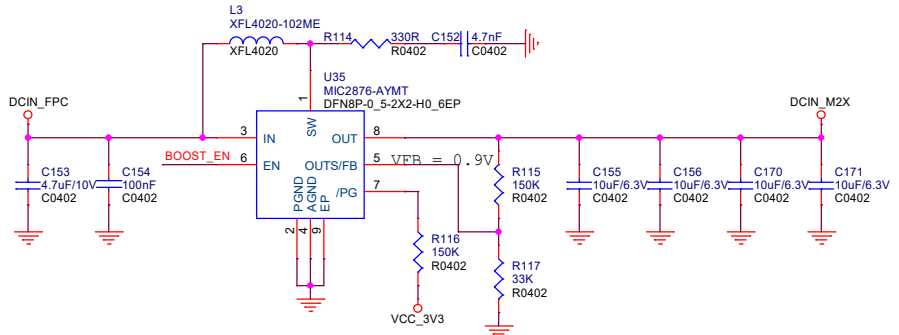 L3
XFL4020-102ME
XFL4020
R114
330R
R0402
C152
4.7nF
C0402
U35
MIC2876-AYMT
DFN8P-0_5-2X2-H0_6EP
DCIN_FPC
DCIN_M2X
1
SW
3
IN
OUT
8
BOOST_EN
6
EN
OUTS/FB
5
VFB = 0.9V
/PG
7
PGND
AGND
EP
2
4
9
C153
4.7uF/10V
C0402
C154
100nF
C0402
R115
150K
R0402
C155
10uF/6.3V
C0402
C156
10uF/6.3V
C0402
C170
10uF/6.3V
C0402
C171
10uF/6.3V
C0402
R116
150K
R0402
R117
33K
R0402
VCC_3V3